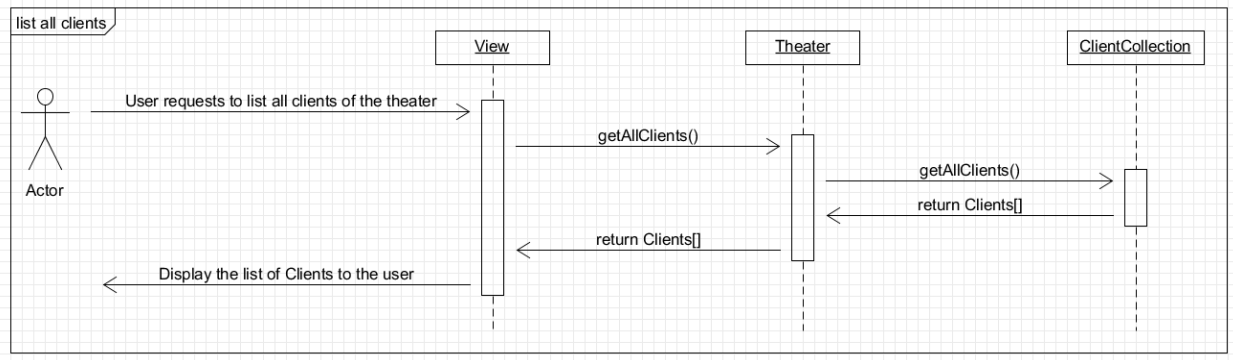 list all clients
View
Theater
ClientCollection
User requests to list all clients of the theater
getAllClients()
getAllClients()
return Clients[]
return Clients[]
Display the list of Clients to the user
Actor